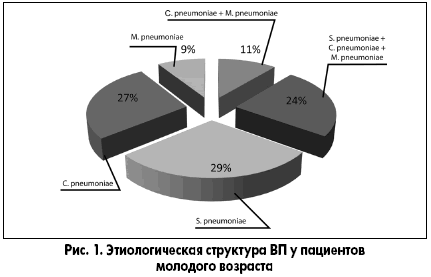 C. pneumoniae + M. pneumoniae
M. pneumoniae
S. pneumoniae +
C. pneumoniae +
M. pneumoniae
9%
11%
27%
24%
29%
C. pneumoniae
S. pneumoniae
Рис. 1. Этиологическая структура ВП у пациентов
молодого возраста